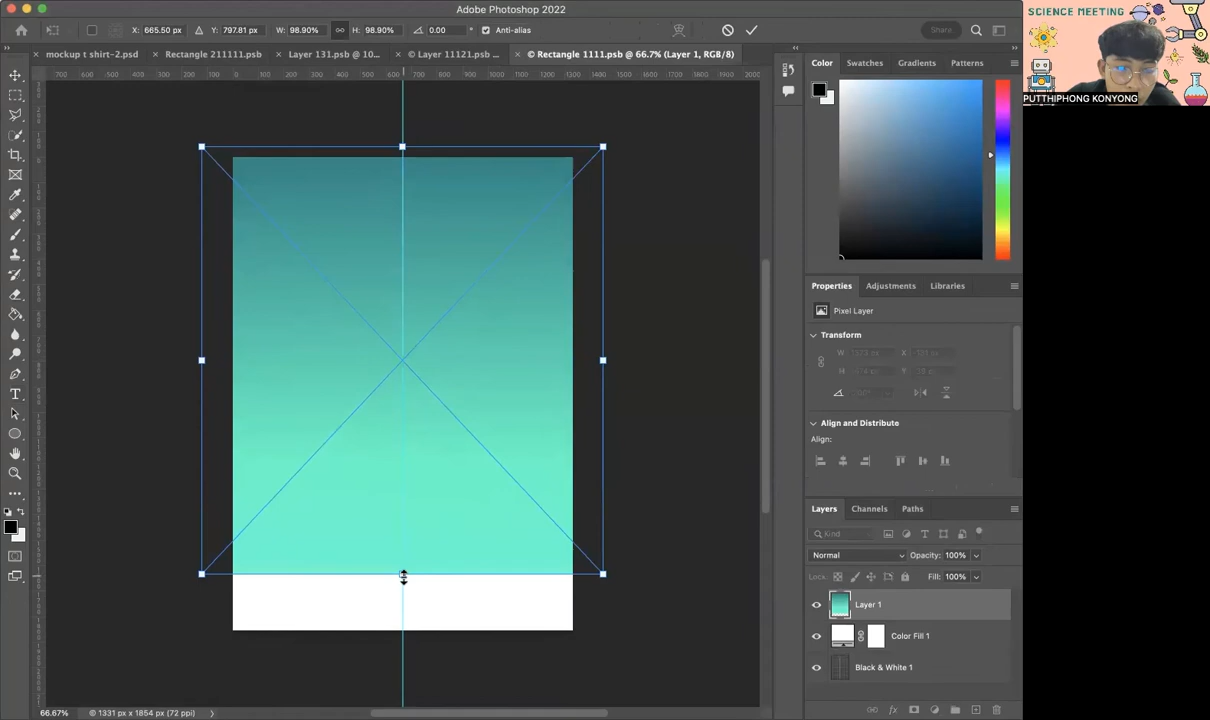 Adobe Photoshop 2022
SCIENCE MEETING
PUTTHIPHONG KONYONG
X: 665.50 px
Y: 797.81 px
W: 98.90%
H: 98.90%
0.00
Anti-alias
Share
mockup t shirt-2.psd
Rectangle 211111.psb
Layer 131.psb @ 10...
© Layer 11121.psb ...
© Rectangle 1111.psb @ 66.7% (Layer 1, RGB/8)
Color
Swatches
Gradients
Patterns
Properties
Adjustments
Libraries
Pixel Layer
Transform
Align and Distribute
Align:
Layers
Channels
Paths
Kind
Normal
Opacity: 100%
Lock:
Fill: 100%
Layer 1
Color Fill 1
Black & White 1
66.67%
© 1331 px x 1854 px (72 ppi)